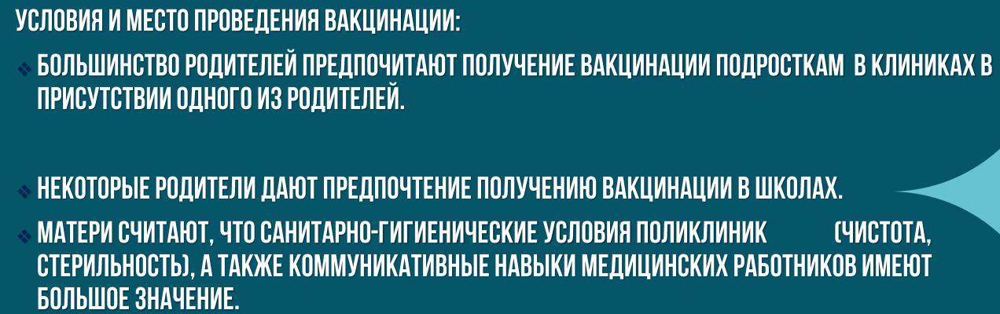 УСЛОВИЯ И МЕСТО ПРОВЕДЕНИЯ ВАКЦИНАЦИИ:
БОЛЬШИНСТВО РОДИТЕЛЕЙ ПРЕДПОЧИТАЮТ ПОЛУЧЕНИЕ ВАКЦИНАЦИИ ПОДРОСТКАМ В КЛИНИКАХ В
ПРИСУТСТВИИ ОДНОГО ИЗ РОДИТЕЛЕЙ.
НЕКОТОРЫЕ РОДИТЕЛИ ДАЮТ ПРЕДПОЧТЕНИЕ ПОЛУЧЕНИЮ ВАКЦИНАЦИИ В ШКОЛАХ.
МАТЕРИ СЧИТАЮТ, ЧТО САНИТАРНО-ГИГИЕНИЧЕСКИЕ УСЛОВИЯ ПОЛИКЛИНИК (ЧИСТОТА,
СТЕРИЛЬНОСТЬ), А ТАКЖЕ КОММУНИКАТИВНЫЕ НАВЫКИ МЕДИЦИНСКИХ РАБОТНИКОВ ИМЕЮТ
БОЛЬШОЕ ЗНАЧЕНИЕ.